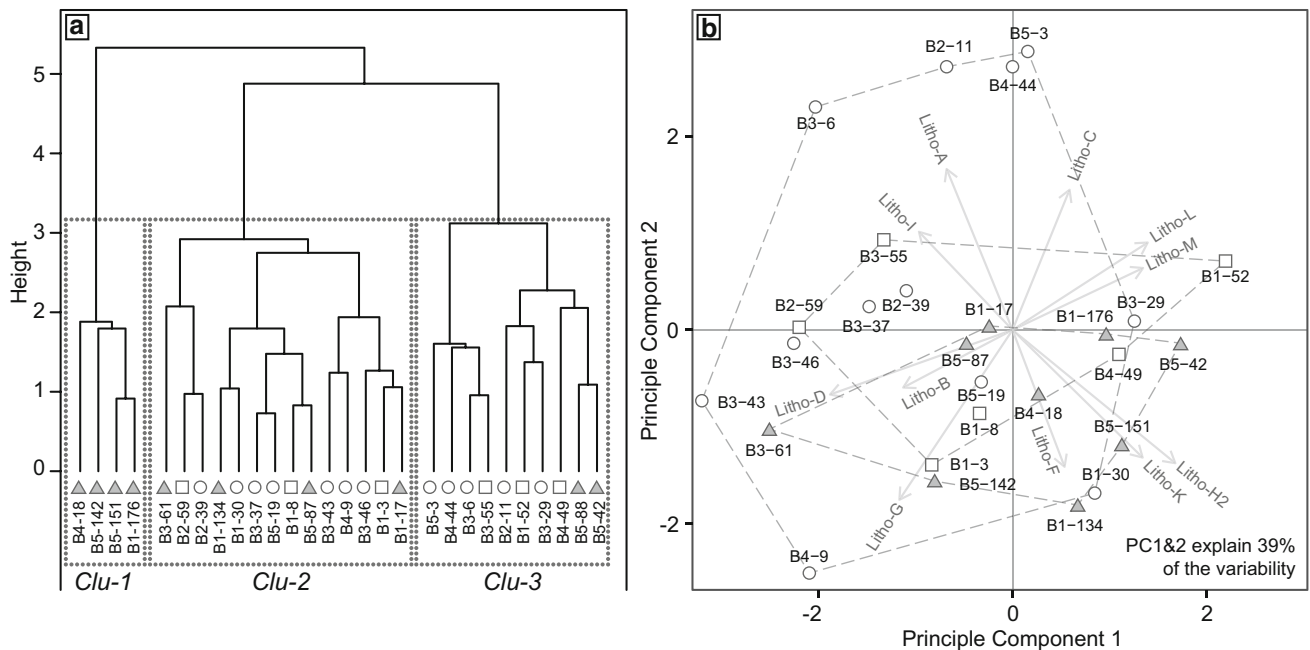 a
Height
5
4
3
2
1
0
B4-18
B5-142
B5-151
B1-176
B3-61
B2-59
B2-39
B1-134
B1-30
B3-37
B5-19
B1-8
B5-87
B3-43
B4-9
B3-46
B1-3
B1-17
B5-3
B4-44
B3-6
B3-55
B2-11
B1-52
B3-29
B4-49
B5-88
B5-42
Clu-1
Clu-2
Clu-3
b
Principle Component 2
2
0
-2
B5−3
B2−11
B4−44
B3−6
Litho-A
Litho-C
Litho-I
Litho-L
Litho-M
B3−55
B1−52
B2−59
B2−39
B3−37
B1−17
B1−176
B3−29
B3−46
B5−87
B5−42
B4−49
Litho-B
Litho-D
B3−43
B5−19
B4−18
B1−8
B5−151
B3−61
Litho-F
B1−3
B1−30
B5−142
Litho-K
Litho-H2
Litho-G
B1−134
B4−9
PC1&2 explain 39%
of the variability
-2
0
2
Principle Component 1